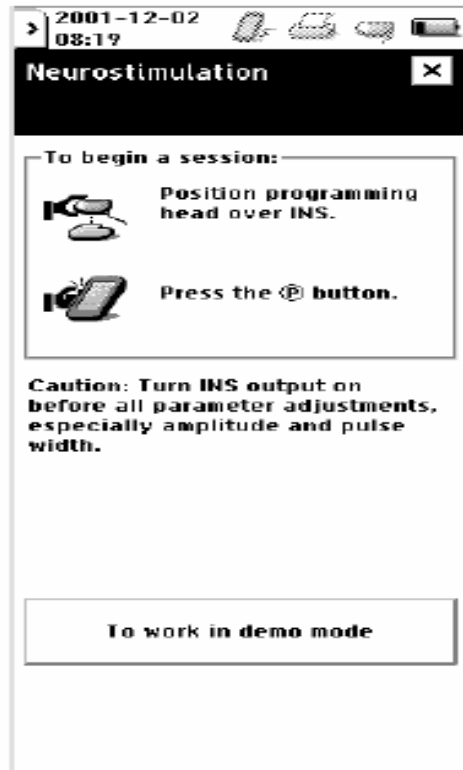 2001-12-02
08:19
Neurostimulation
To begin a session:
Position programming
head over INS.
Press the Ⓟ button.
Caution: Turn INS output on
before all parameter adjustments,
especially amplitude and pulse
width.
To work in demo mode